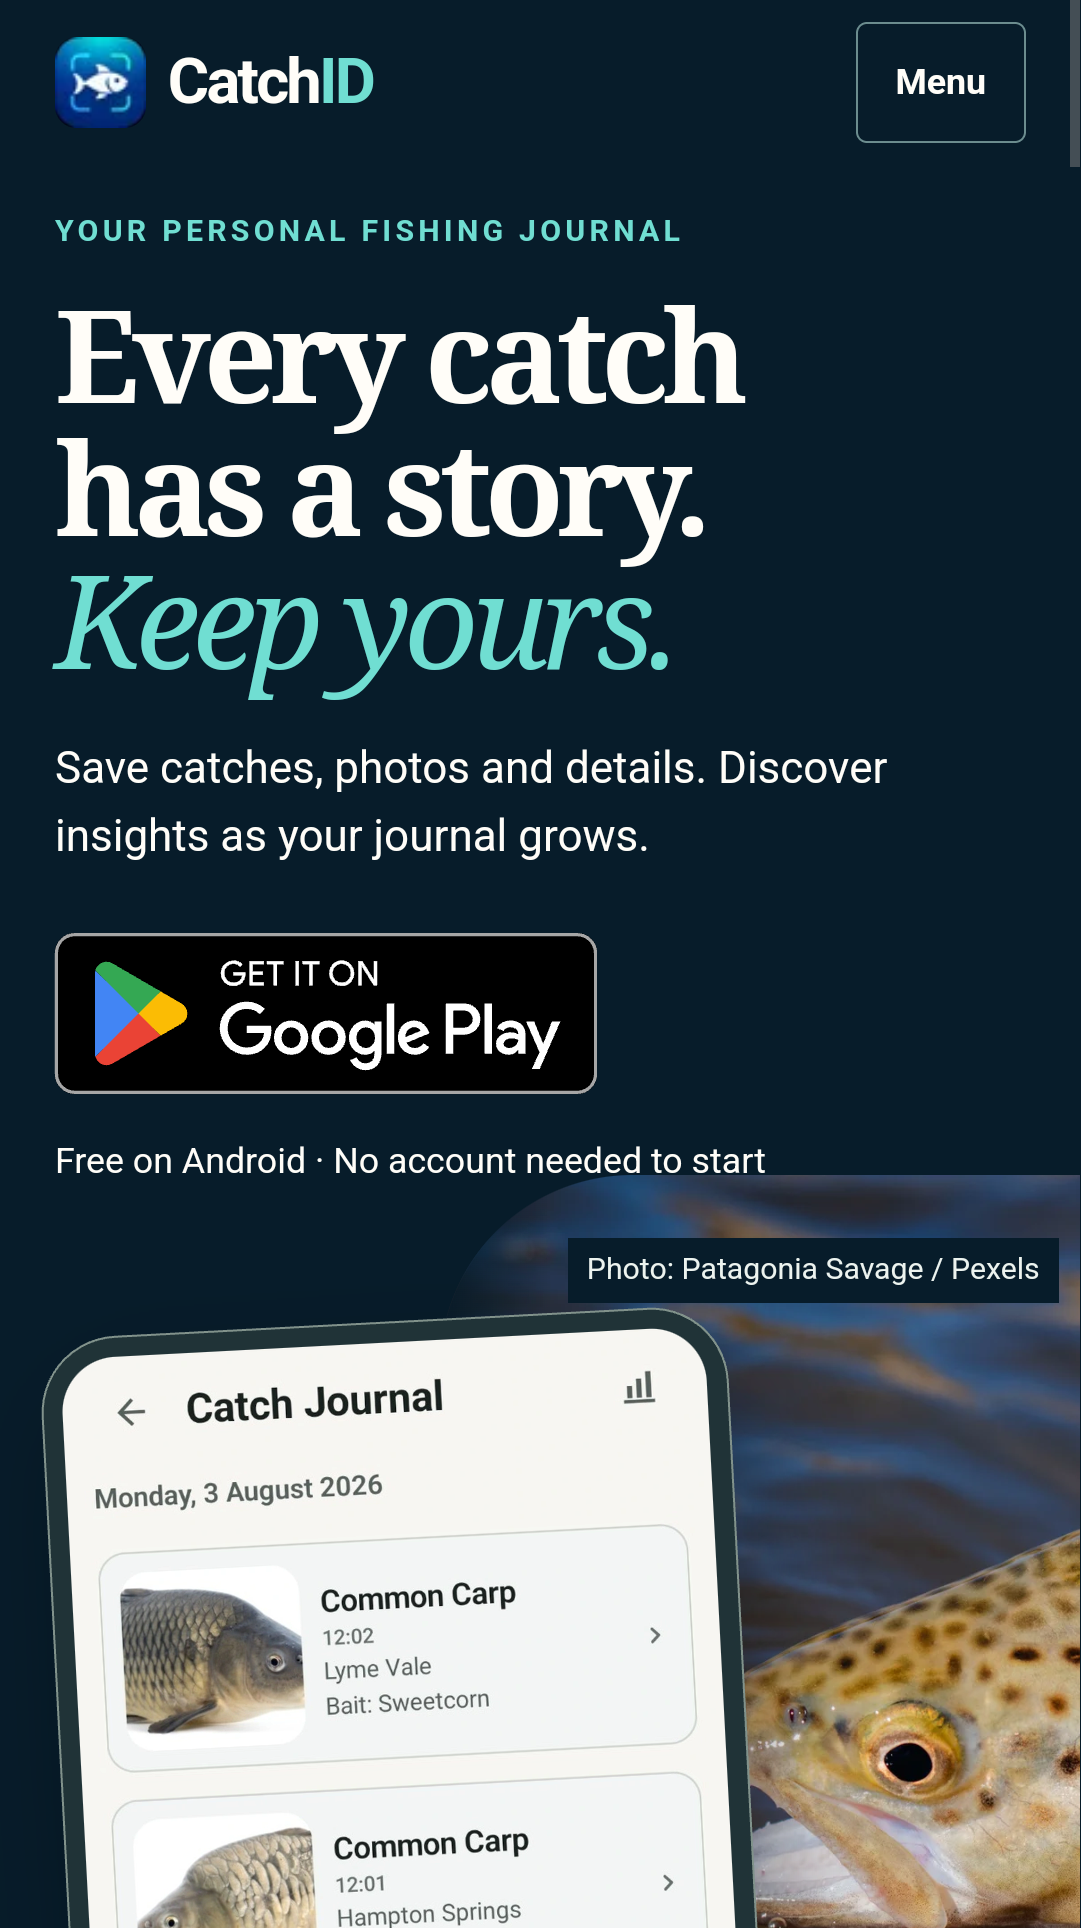 CatchID
Menu
YOUR PERSONAL FISHING JOURNAL
Every catch
has a story.
Keep yours.
Save catches, photos and details. Discover
insights as your journal grows.
GET IT ON
Google Play
Free on Android · No account needed to start
Photo: Patagonia Savage / Pexels
Catch Journal
Monday, 3 August 2026
Common Carp
12:02
Lyme Vale
Bait: Sweetcorn
Common Carp
12:01
Hampton Springs